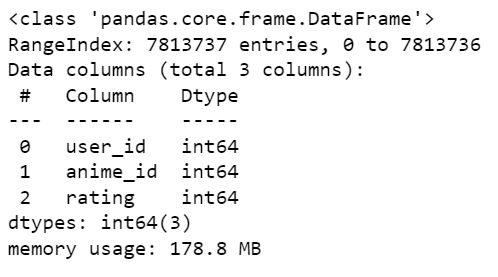 <class 'pandas.core.frame.DataFrame'>
RangeIndex: 7813737 entries, 0 to 7813736
Data columns (total 3 columns):
 #   Column    Dtype
---  ------    -----
 0   user_id   int64
 1   anime_id  int64
 2   rating    int64
dtypes: int64(3)
memory usage: 178.8 MB